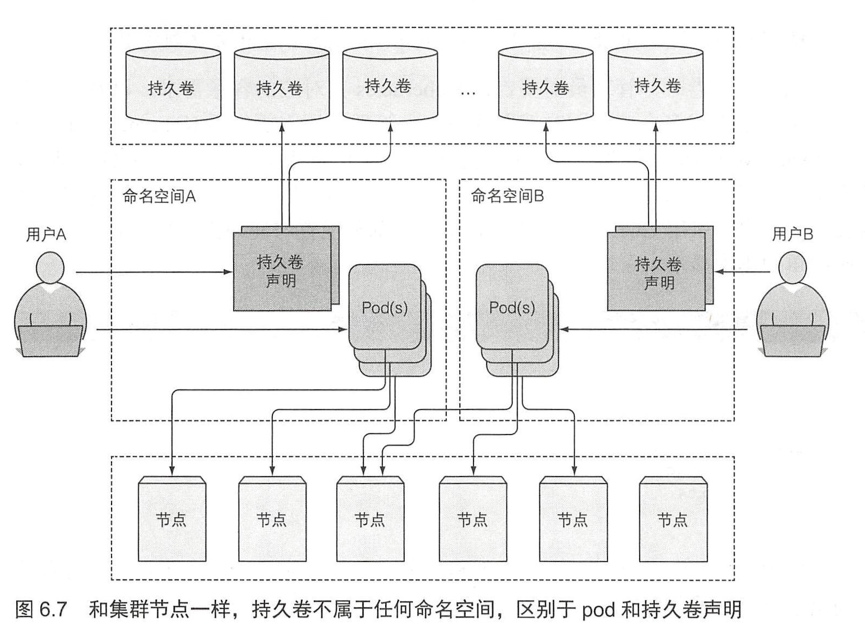 持久卷 持久卷 持久卷 ... 持久卷 持久卷
命名空间A 命名空间B
用户A 用户B
持久卷 持久卷
声明 声明
Pod(s) Pod(s)
节点 节点 节点 节点 节点 节点
图 6.7 和集群节点一样，持久卷不属于任何命名空间，区别于 pod 和持久卷声明